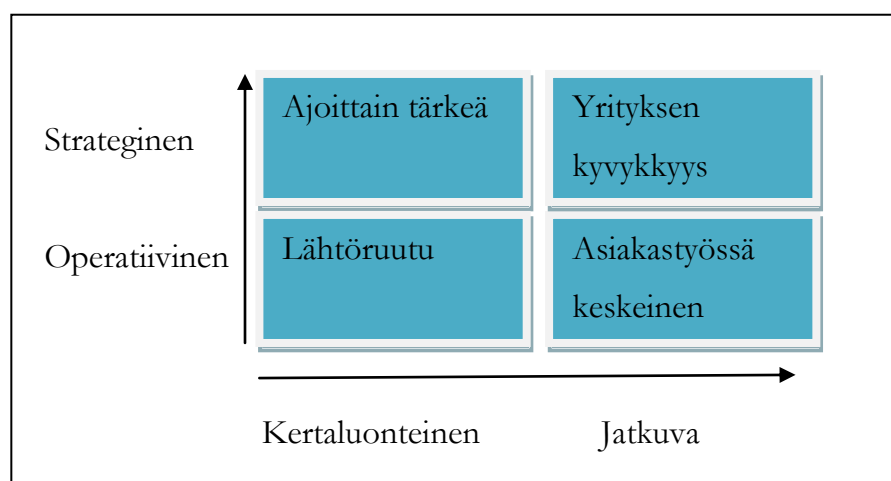 Strateginen
Ajoittain tärkeä
Yrityksen
kyvykkyys
Operatiivinen
Lähtöruutu
Asiakastyössä
keskeinen
Kertaluonteinen
Jatkuva